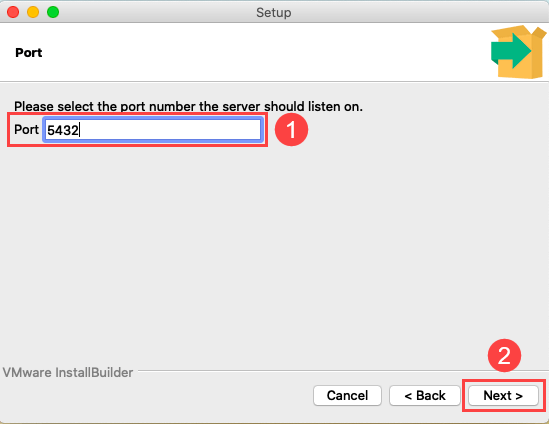 Setup
Port
Please select the port number the server should listen on.
Port 5432
1
2
VMware InstallBuilder
Cancel < Back Next >